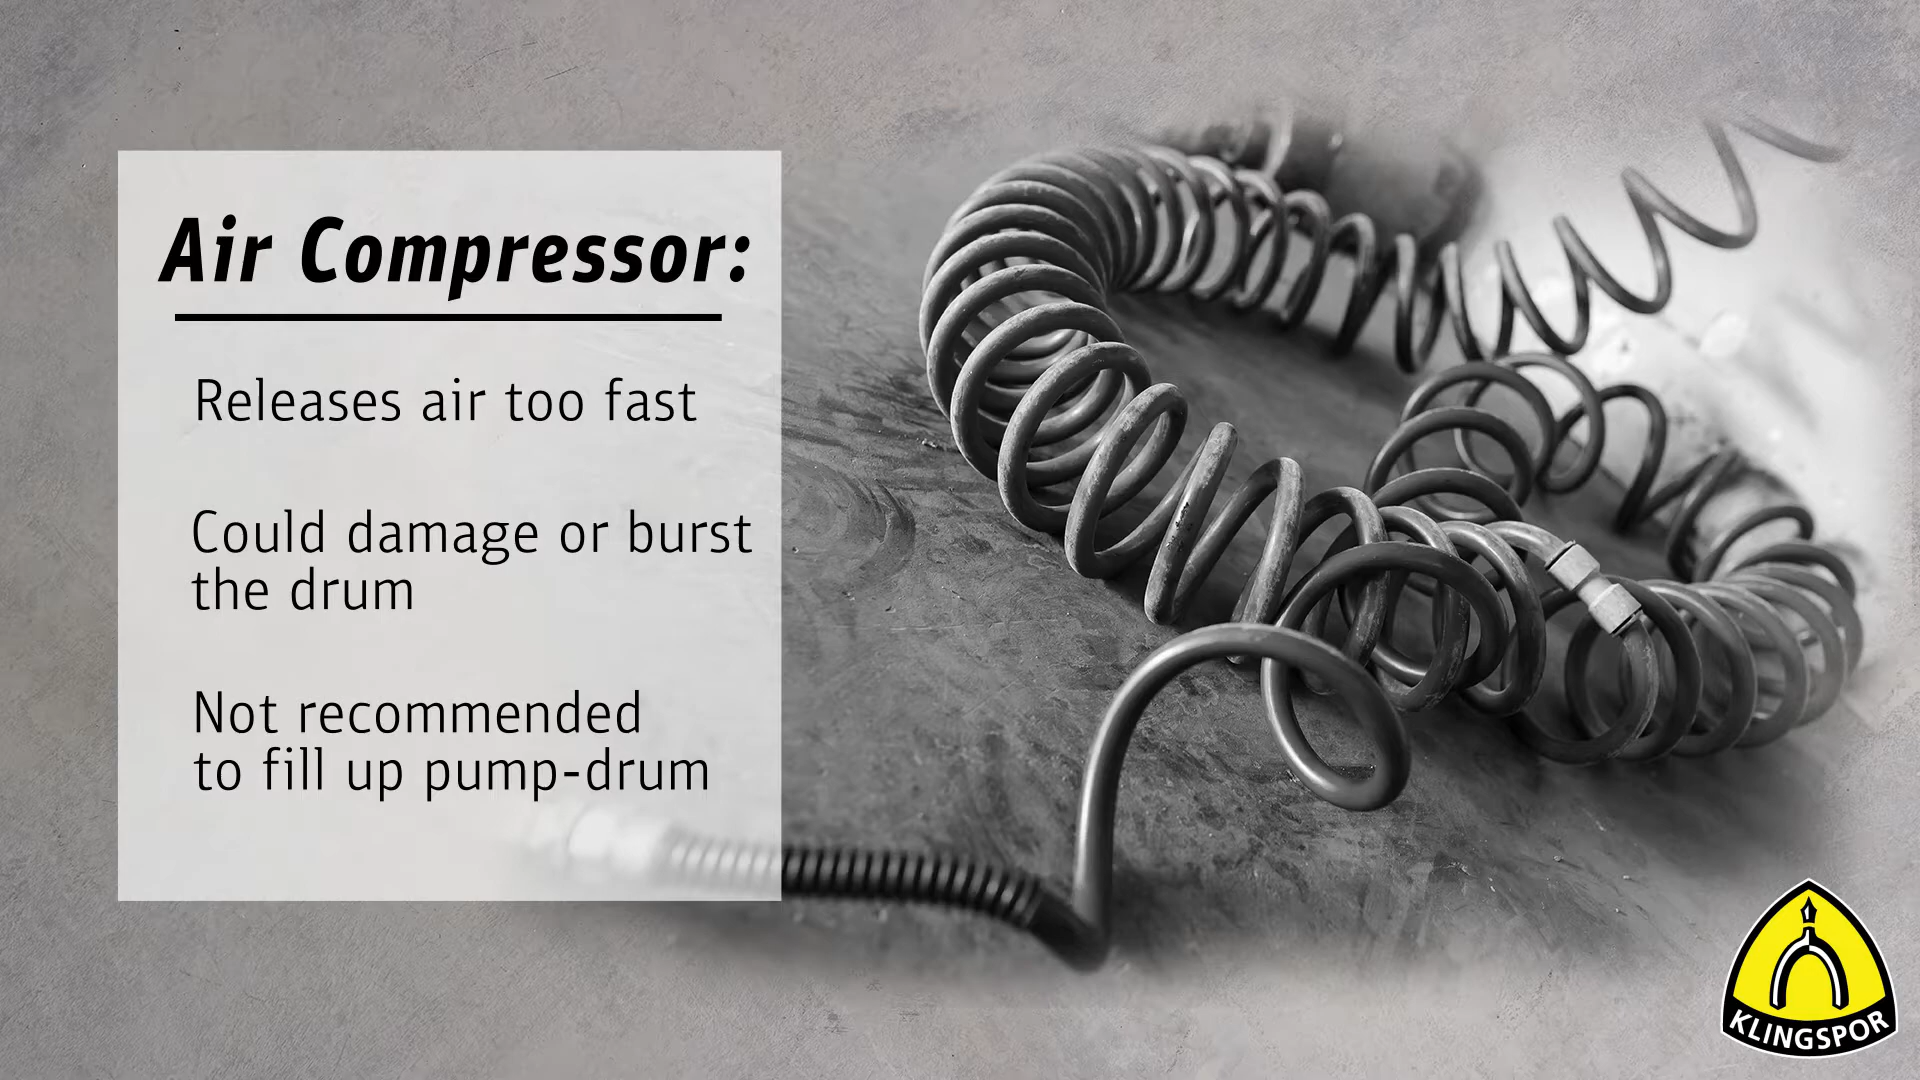 Air Compressor:
Releases air too fast
Could damage or burst
the drum
Not recommended
to fill up pump-drum
KLINGSPOR